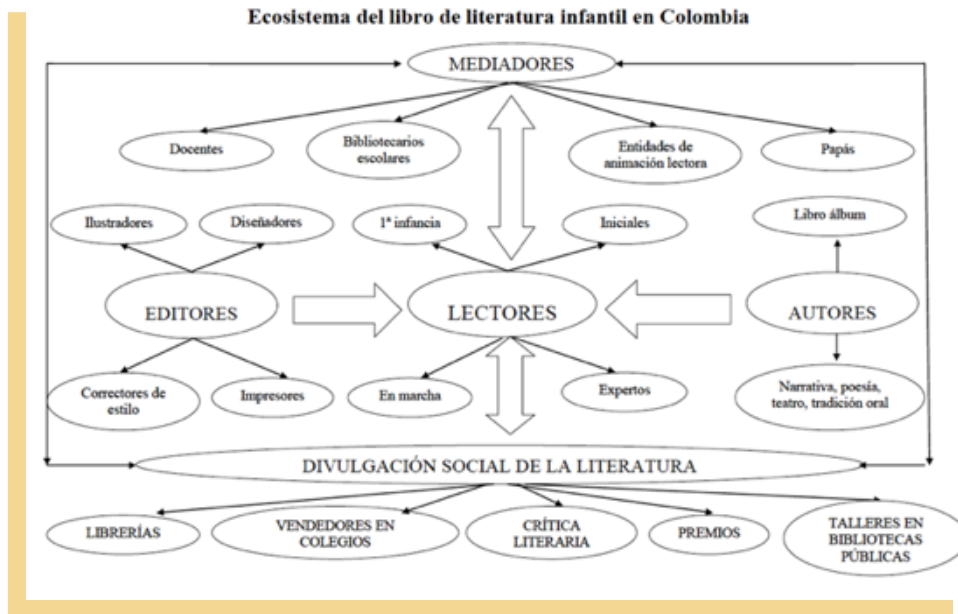 Ecosistema del libro de literatura infantil en Colombia
MEDIADORES
Docentes
Bibliotecarios
escolares
Entidades de
animación lectora
Papás
Ilustradores
Diseñadores
1ª infancia
Iniciales
Libro álbum
EDITORES
LECTORES
AUTORES
Correctores de
estilo
Impresores
En marcha
Expertos
Narrativa, poesía,
teatro, tradición oral
DIVULGACIÓN SOCIAL DE LA LITERATURA
LIBRERÍAS
VENDEDORES EN
COLEGIOS
CRÍTICA
LITERARIA
PREMIOS
TALLERES EN
BIBLIOTECAS
PÚBLICAS